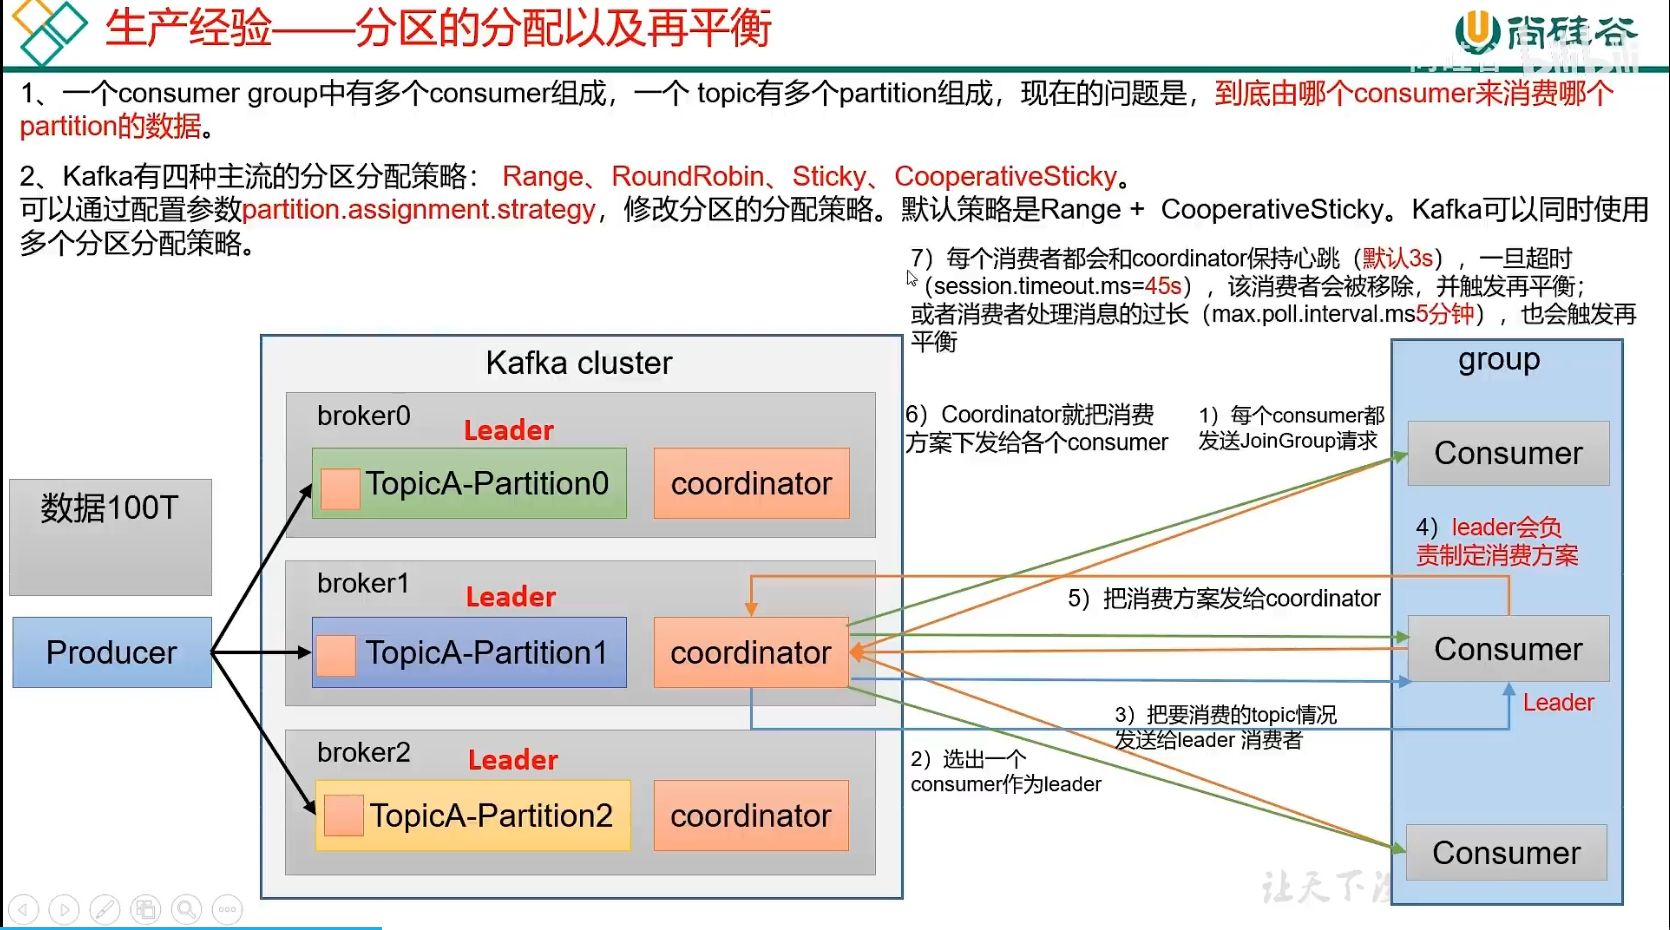 生产经验——分区的分配以及再平衡
尚硅谷
1、一个consumer group中有多个consumer组成，一个 topic有多个partition组成，现在的问题是，到底由哪个consumer来消费哪个
partition的数据。
2、Kafka有四种主流的分区分配策略： Range、RoundRobin、Sticky、CooperativeSticky。
可以通过配置参数partition.assignment.strategy，修改分区的分配策略。默认策略是Range + CooperativeSticky。Kafka可以同时使用
多个分区分配策略。
7）每个消费者都会和coordinator保持心跳（默认3s），一旦超时
（session.timeout.ms=45s），该消费者会被移除，并触发再平衡；
或者消费者处理消息的过长（max.poll.interval.ms5分钟），也会触发再
平衡
Kafka cluster
group
broker0
Leader
TopicA-Partition0
coordinator
6）Coordinator就把消费
方案下发给各个consumer
1）每个consumer都
发送JoinGroup请求
Consumer
数据100T
4）leader会负
责制定消费方案
broker1
Leader
5）把消费方案发给coordinator
Producer
TopicA-Partition1
coordinator
Consumer
Leader
3）把要消费的topic情况
发送给leader 消费者
2）选出一个
consumer作为leader
broker2
Leader
TopicA-Partition2
coordinator
Consumer
让天下